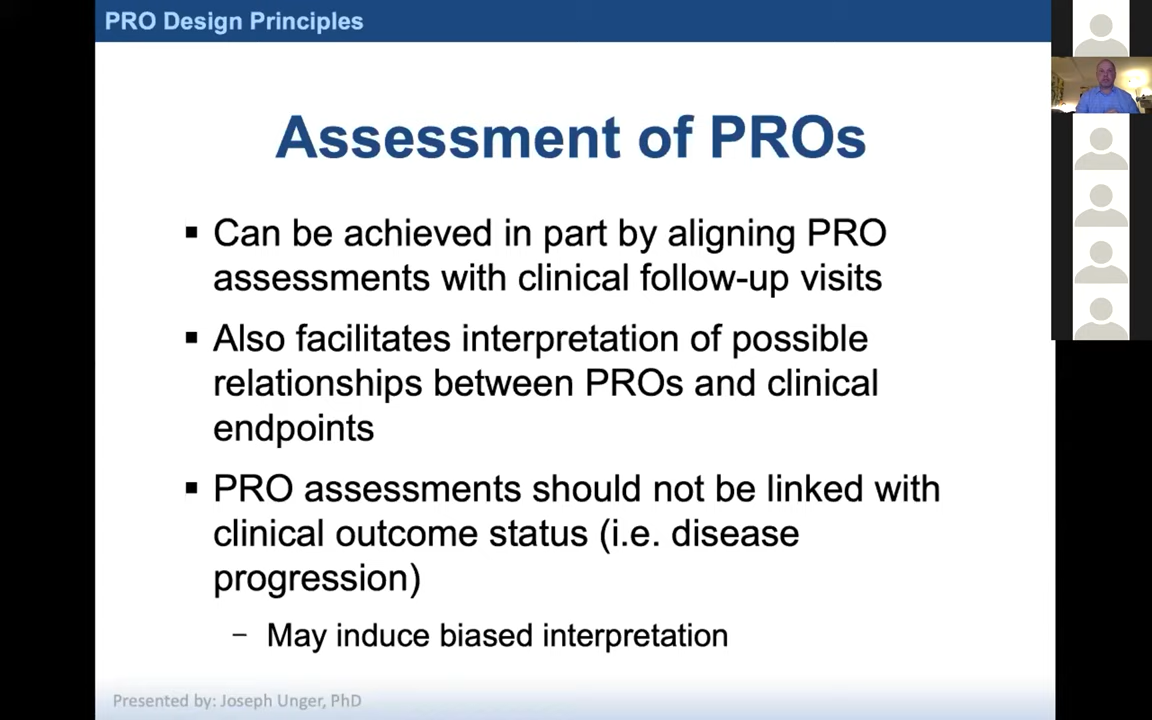 PRO Design Principles
Assessment of PROs
▪ Can be achieved in part by aligning PRO
assessments with clinical follow-up visits
▪ Also facilitates interpretation of possible
relationships between PROs and clinical
endpoints
▪ PRO assessments should not be linked with
clinical outcome status (i.e. disease
progression)
− May induce biased interpretation
Presented by: Joseph Unger, PhD